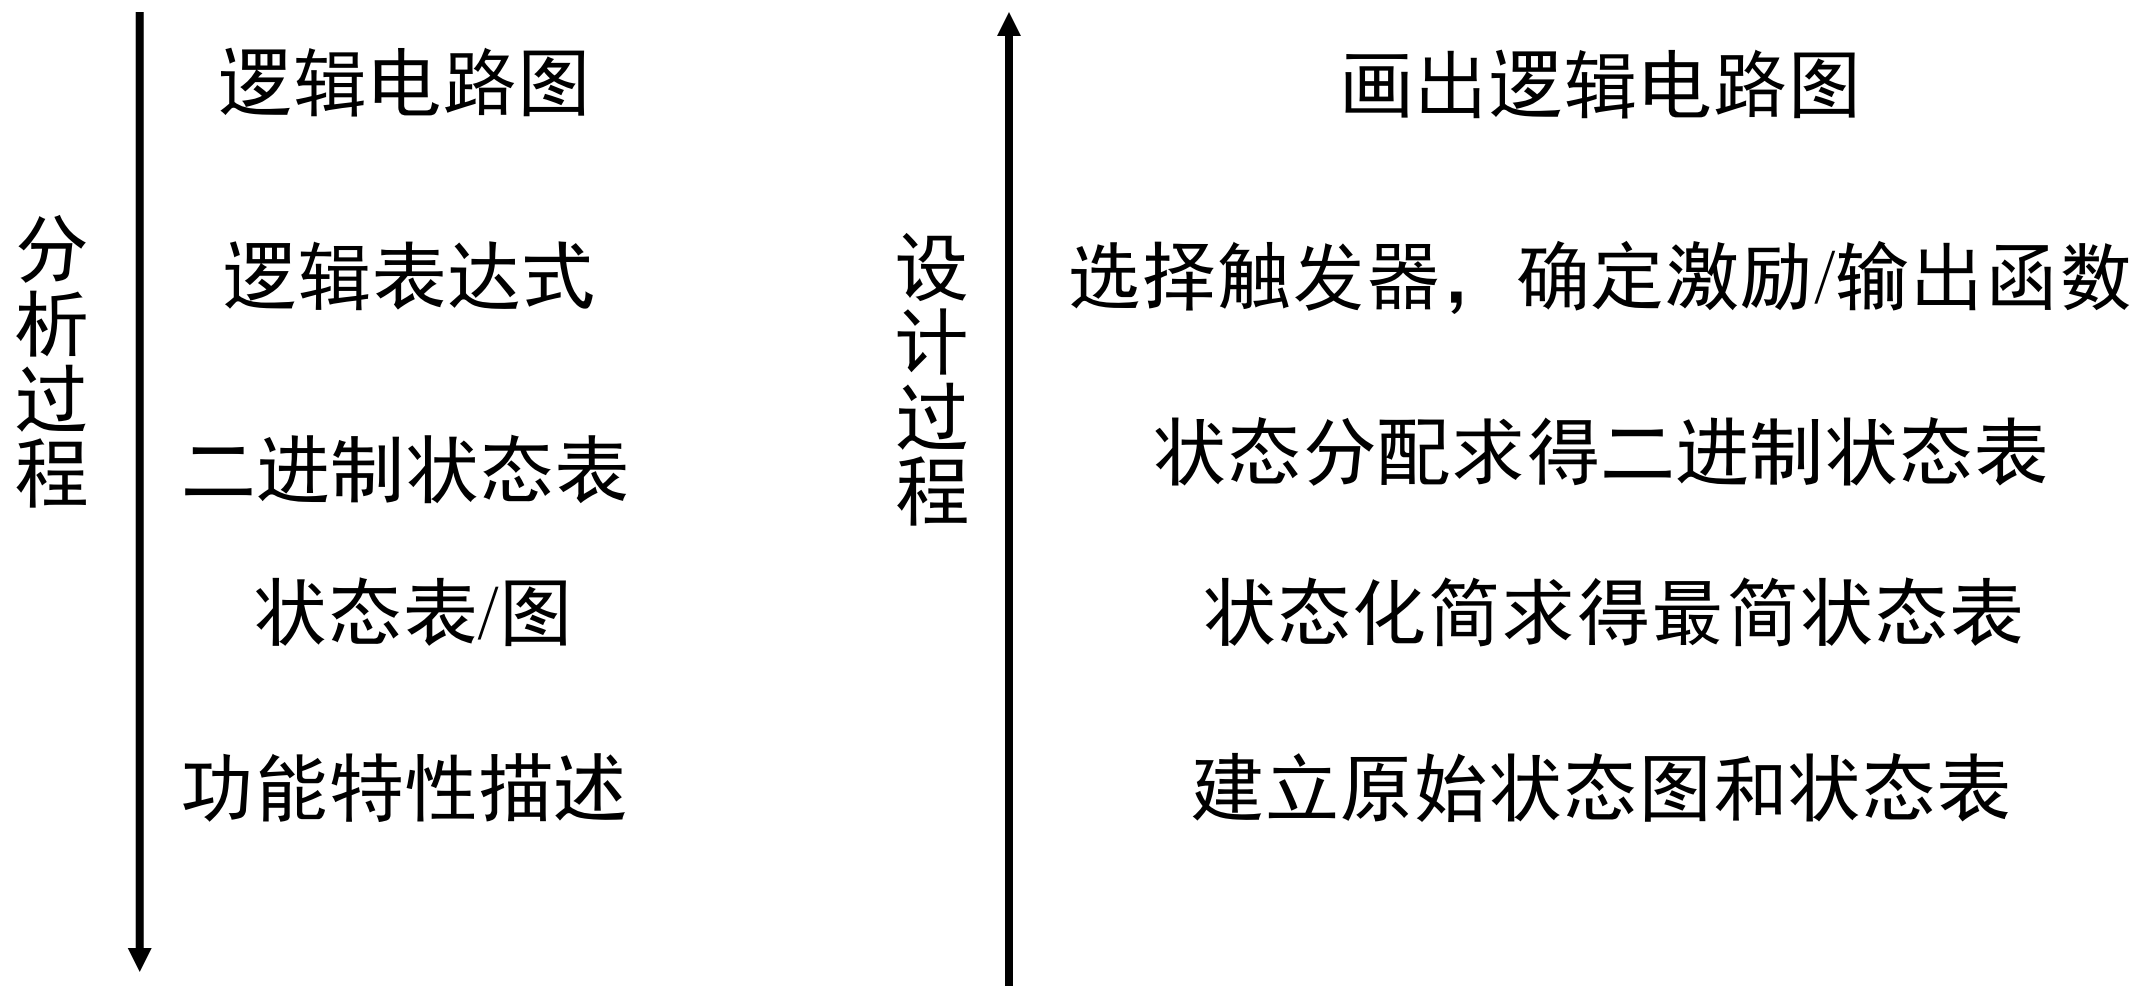 分析过程
逻辑电路图
逻辑表达式
二进制状态表
状态表/图
功能特性描述
设计过程
画出逻辑电路图
选择触发器，确定激励/输出函数
状态分配求得二进制状态表
状态化简求得最简状态表
建立原始状态图和状态表